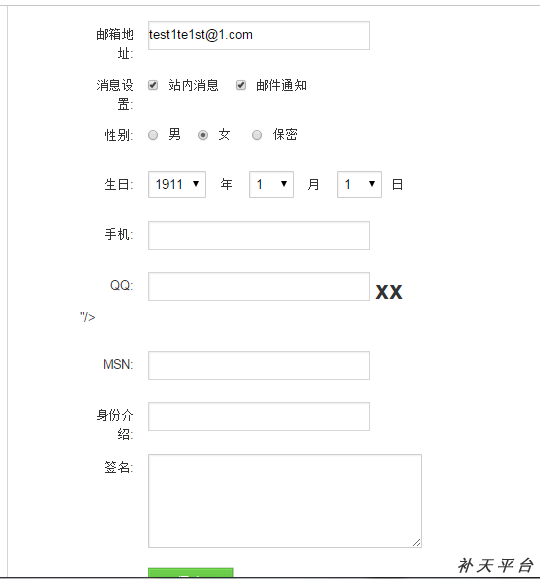 邮箱地
址: test1te1st@1.com
消息设
置: 站内消息 邮件通知
性别: 男 女 保密
生日: 1911 年 1 月 1 日
手机:
QQ: xx
"/>
MSN:
身份介
绍:
签名:
补天平台